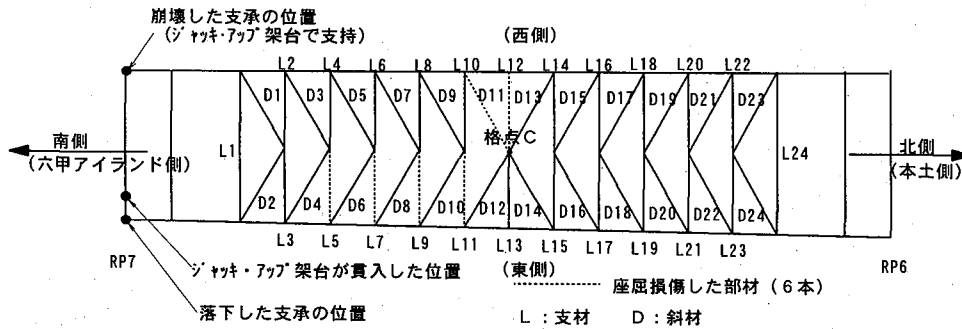 崩壊した支承の位置
(ジャッキ・アップ架台で支持)
(西側)
L2 L4 L6 L8 L10 L12 L14 L16 L18 L20 L22
D1 D3 D5 D7 D9 D11 D13 D15 D17 D19 D21 D23
格点C
南側
(六甲アイランド側)
L1
L24
北側
(本土側)
D2 D4 D6 D8 D10 D12 D14 D16 D18 D20 D22 D24
L3 L5 L7 L9 L11 L13 L15 L17 L19 L21 L23
RP7
ジャッキ・アップ架台が貫入した位置
(東側)
RP6
座屈損傷した部材(6本)
落下した支承の位置
L:支材 D:斜材